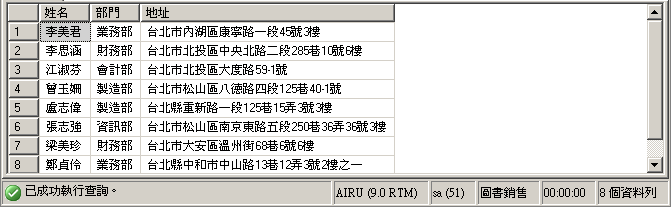 姓名 部門 地址
1 李美君 業務部 台北市內湖區康寧路一段45號3樓
2 李思涵 財務部 台北市北投區中央北路二段285巷10號6樓
3 江淑芬 會計部 台北市北投區大度路59-1號
4 曾玉姍 製造部 台北市松山區八德路四段125巷40-1號
5 盧志偉 製造部 台北縣重新路一段125巷15弄3號3樓
6 張志強 資訊部 台北市松山區南京東路五段250巷36弄36號3樓
7 梁美珍 財務部 台北市大安區溫州街68巷6號6樓
8 鄭貞伶 業務部 台北縣中和市中山路13巷12弄3號2樓之一
已成功執行查詢。 AIRU (9.0 RTM) sa (51) 圖書銷售 00:00:00 8 個資料列